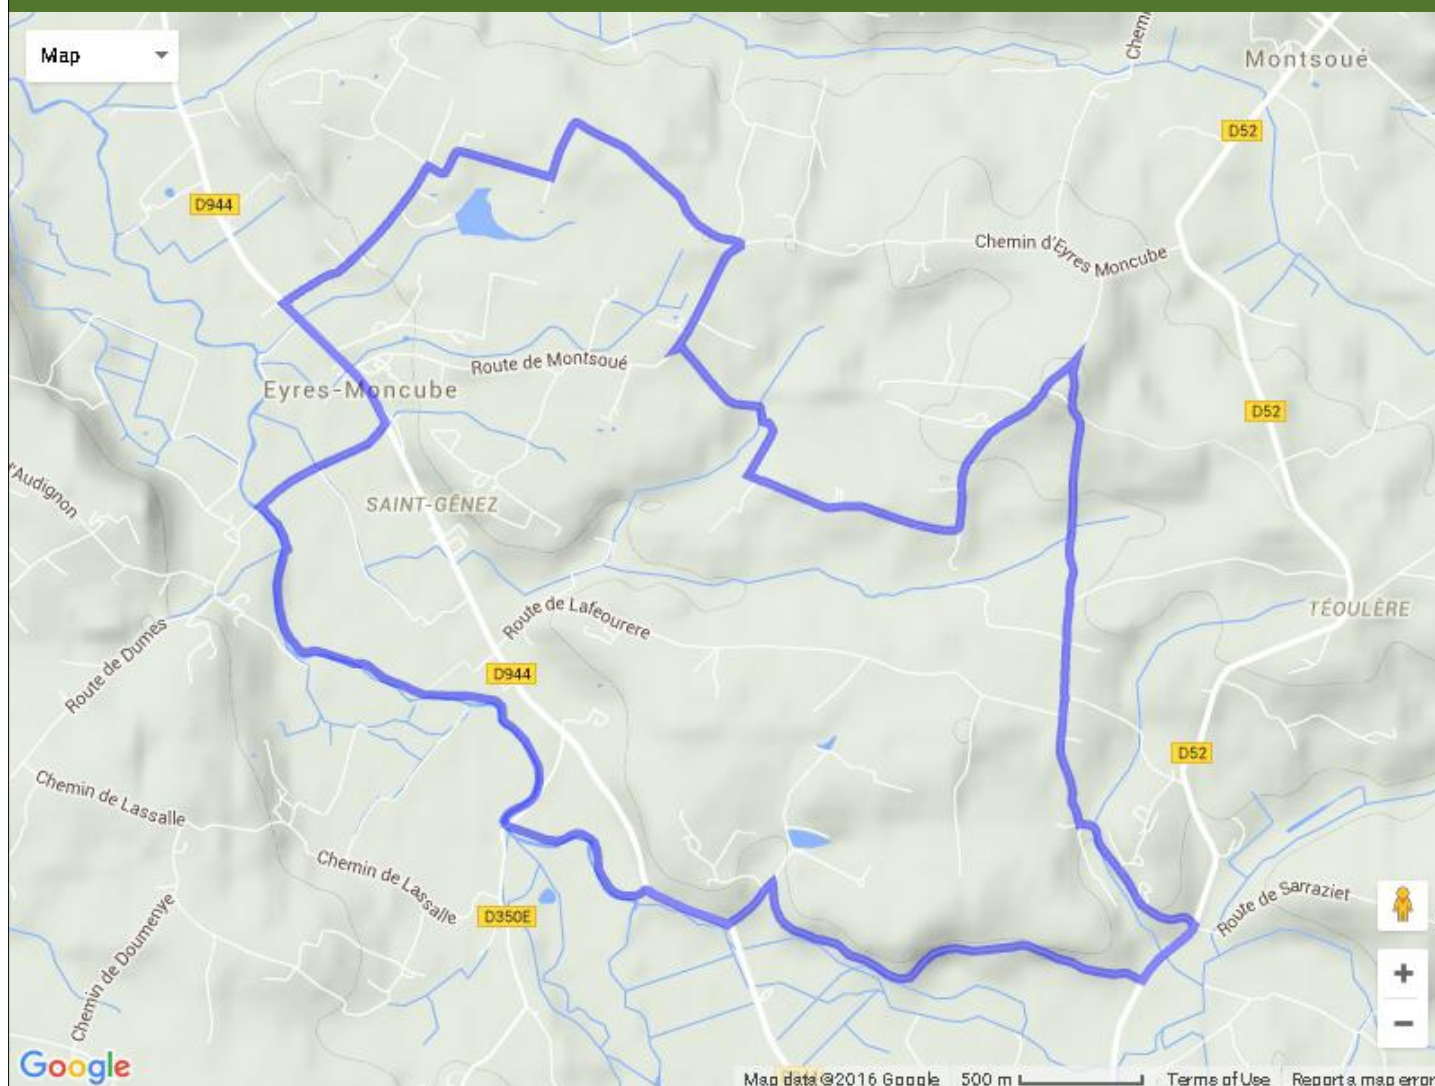 Map
Chem
Montsoué
D52
D944
Chemin d'Eyres Moncube
Route de Montsoué
Eyres-Moncube
D52
d'Audignon
SAINT-GÊNEZ
Route de Lafeourere
TÉOULÈRE
Route de Dumes
D944
D52
Chemin de Lassalle
Chemin de Lassalle
Route de Sarraziet
D350E
Chemin de Doumenye
+
−
Google
Map data ©2016 Google 500 m Terms of Use Report a map error